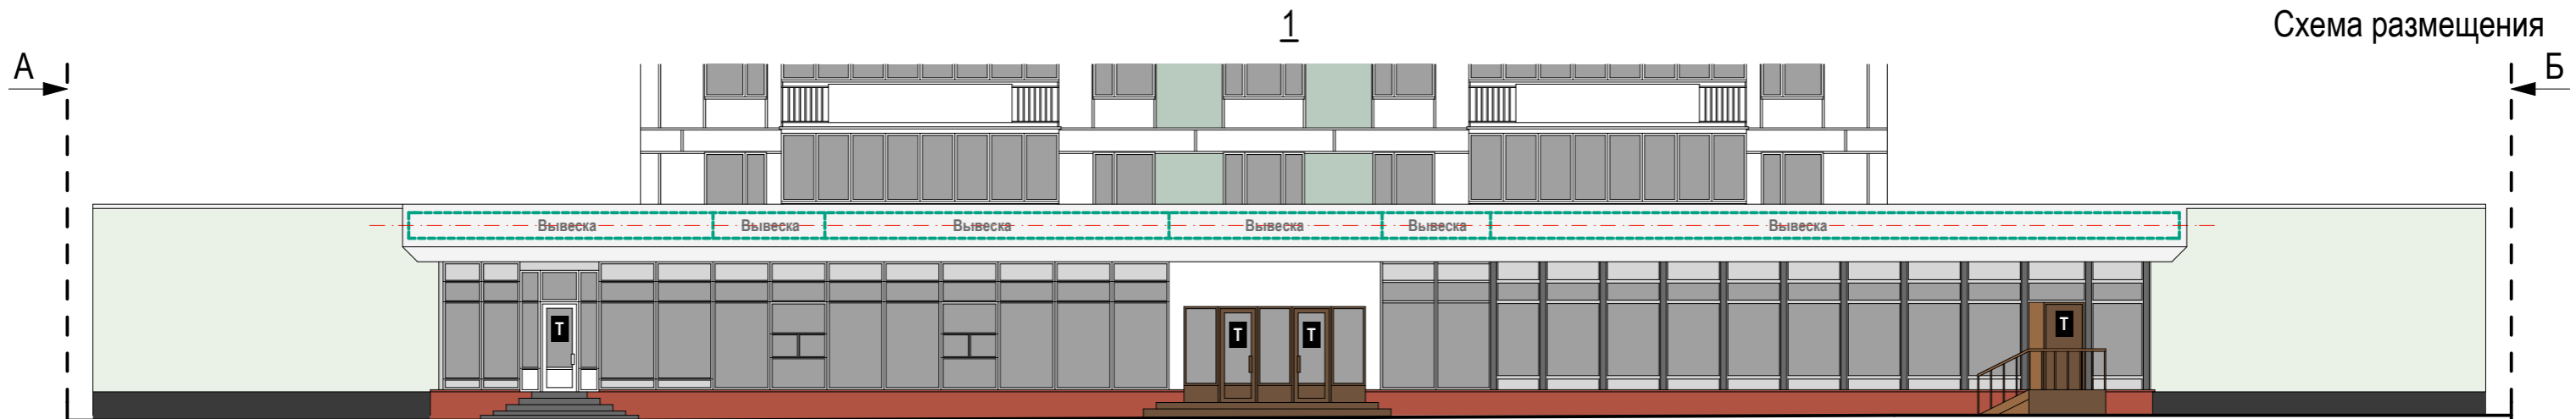 1
Схема размещения
А
Б
Вывеска Вывеска Вывеска Вывеска Вывеска Вывеска
Т Т Т Т